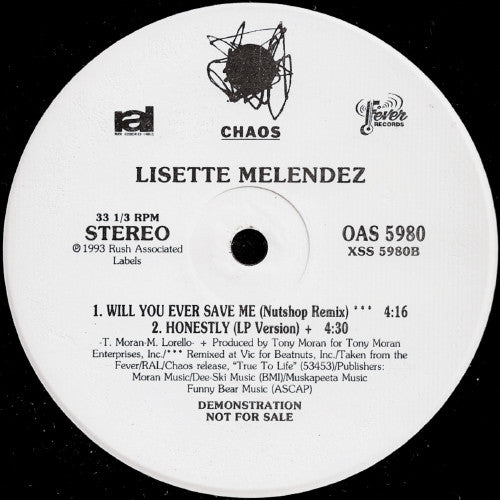 CHAOS
ral
RUSH ASSOCIATED LABELS
Fever
RECORDS
LISETTE MELENDEZ
33 1/3 RPM
STEREO
℗ 1993 Rush Associated
Labels
OAS 5980
XSS 5980B
1. WILL YOU EVER SAVE ME (Nutshop Remix) *** 4:16
2. HONESTLY (LP Version) + 4:30
-T. Moran-M. Lorello- + Produced by Tony Moran for Tony Moran
Enterprises, Inc./*** Remixed at Vic for Beatnuts, Inc./Taken from the
Fever/RAL/Chaos release, "True To Life" (53453)/Publishers:
Moran Music/Dee-Ski Music (BMI)/Muskapeeta Music
Funny Bear Music (ASCAP)
DEMONSTRATION
NOT FOR SALE